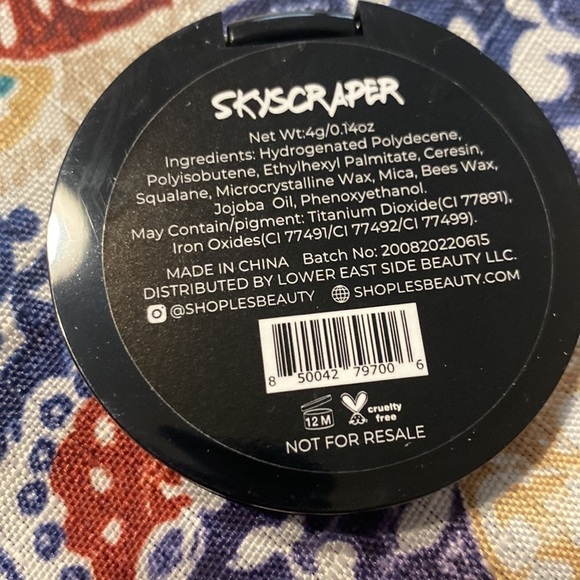 SKYSCRAPER
Net Wt:4g/0.14oz
Ingredients: Hydrogenated Polydecene,
Polyisobutene, Ethylhexyl Palmitate, Ceresin,
Squalane, Microcrystalline Wax, Mica, Bees Wax,
Jojoba Oil, Phenoxyethanol.
May Contain/pigment: Titanium Dioxide(CI 77891),
Iron Oxides(CI 77491/CI 77492/CI 77499).
MADE IN CHINA Batch No: 200820220615
DISTRIBUTED BY LOWER EAST SIDE BEAUTY LLC.
@SHOPLESBEAUTY SHOPLESBEAUTY.COM
8 50042 79700 6
12 M cruelty
free
NOT FOR RESALE